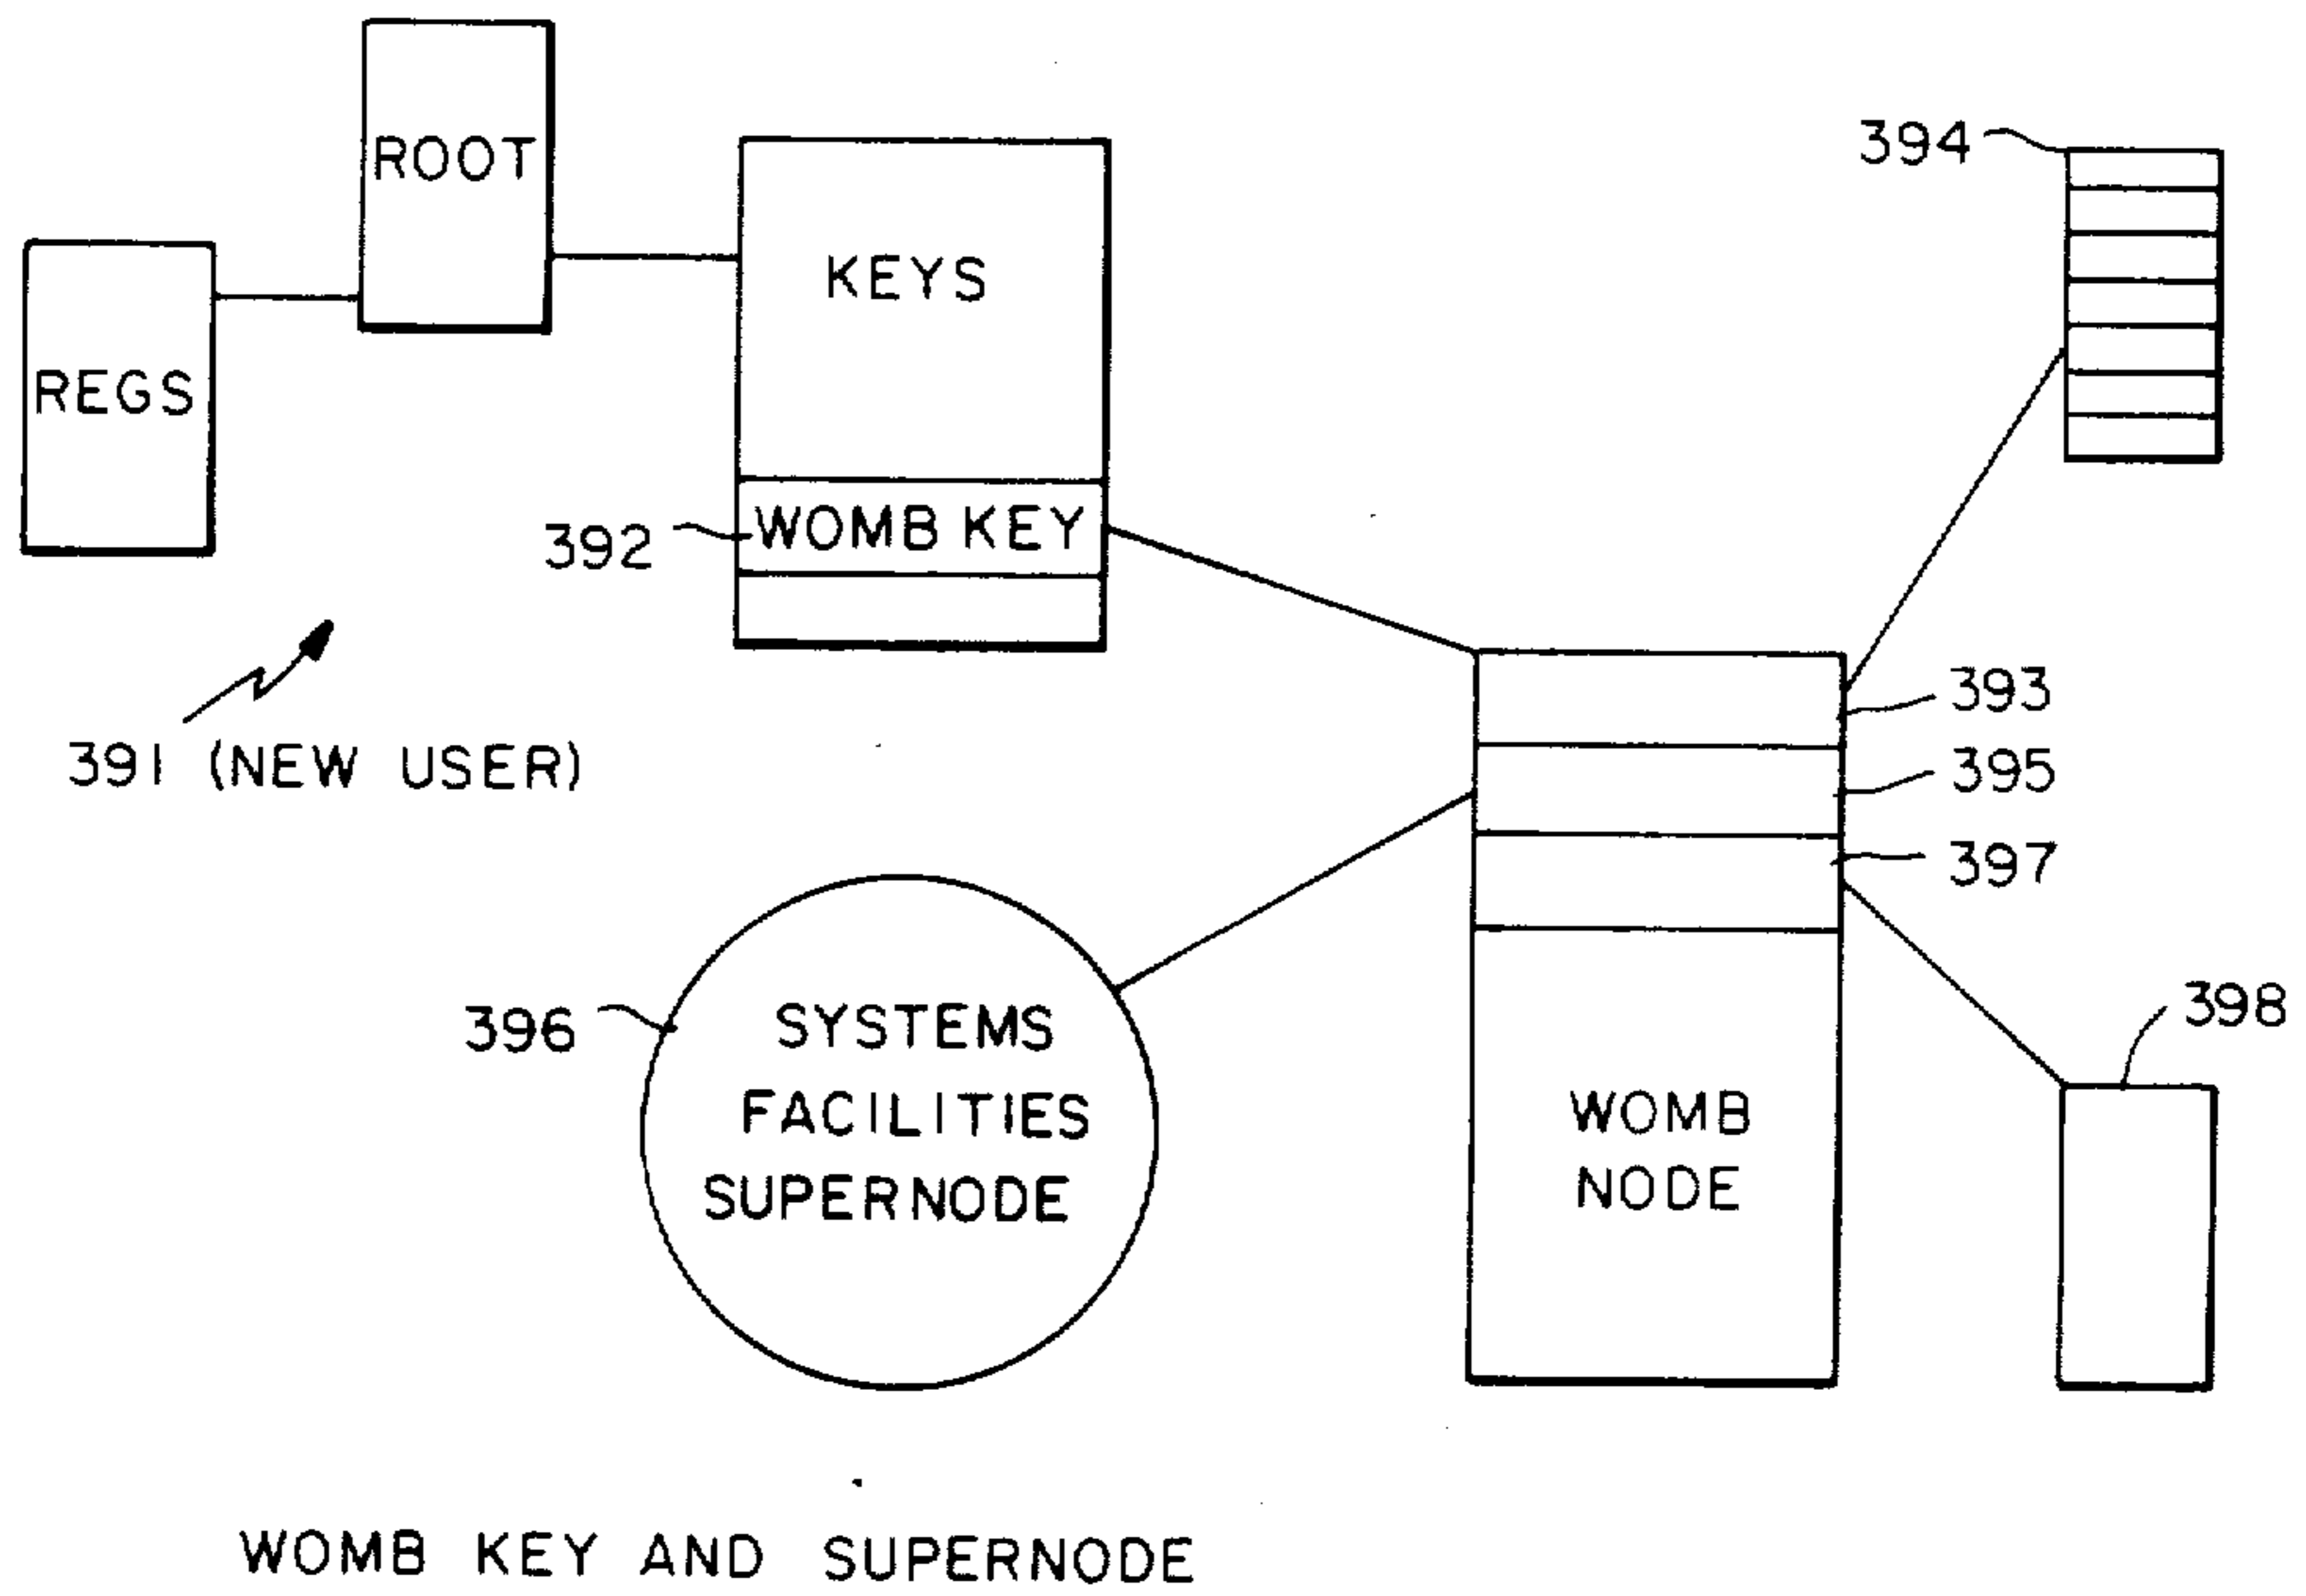 ROOT
394
KEYS
REGS
392
WOMB KEY
393
391 (NEW USER)
395
397
396
SYSTEMS
FACILITIES
SUPERNODE
398
WOMB
NODE
WOMB KEY AND SUPERNODE